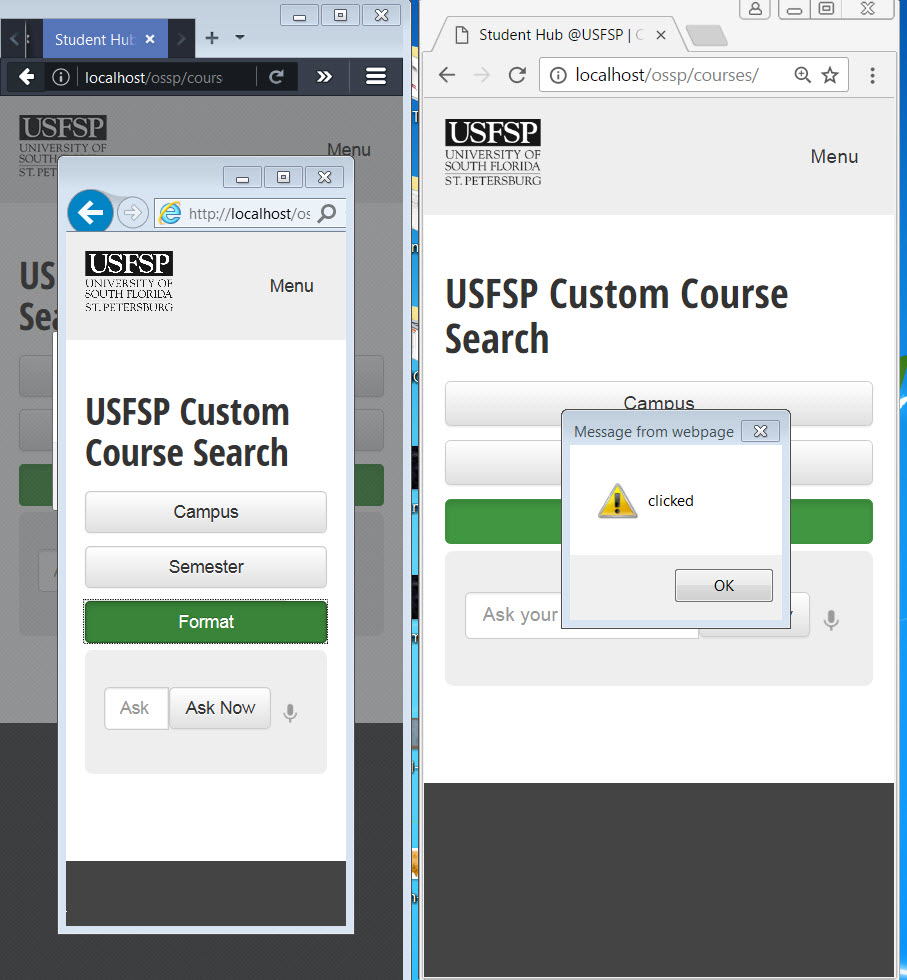 Student Hub
localhost/ossp/cours
USFSP
UNIVERSITY OF
SOUTH
ST. PET
Menu
US
Sea
http://localhost/os
USFSP
UNIVERSITY OF
SOUTH FLORIDA
ST. PETERSBURG
Menu
USFSP Custom
Course Search
Campus
Semester
Format
Ask
Ask Now
Student Hub @USFSP | C
localhost/ossp/courses/
USFSP
UNIVERSITY OF
SOUTH FLORIDA
ST. PETERSBURG
Menu
USFSP Custom Course
Search
Campus
Message from webpage
clicked
OK
Ask your